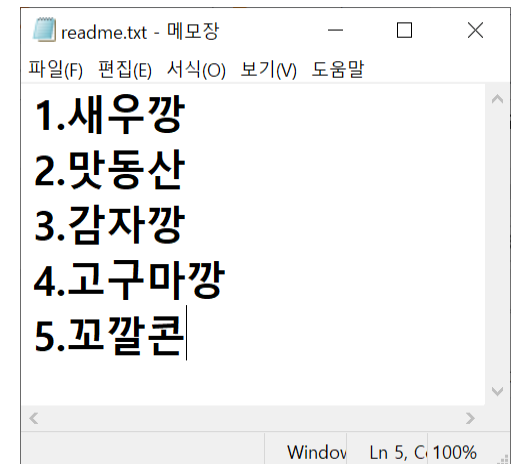 readme.txt - 메모장
파일(F) 편집(E) 서식(O) 보기(V) 도움말
1.새우깡
2.맛동산
3.감자깡
4.고구마깡
5.꼬깔콘
Ln 5, 100%